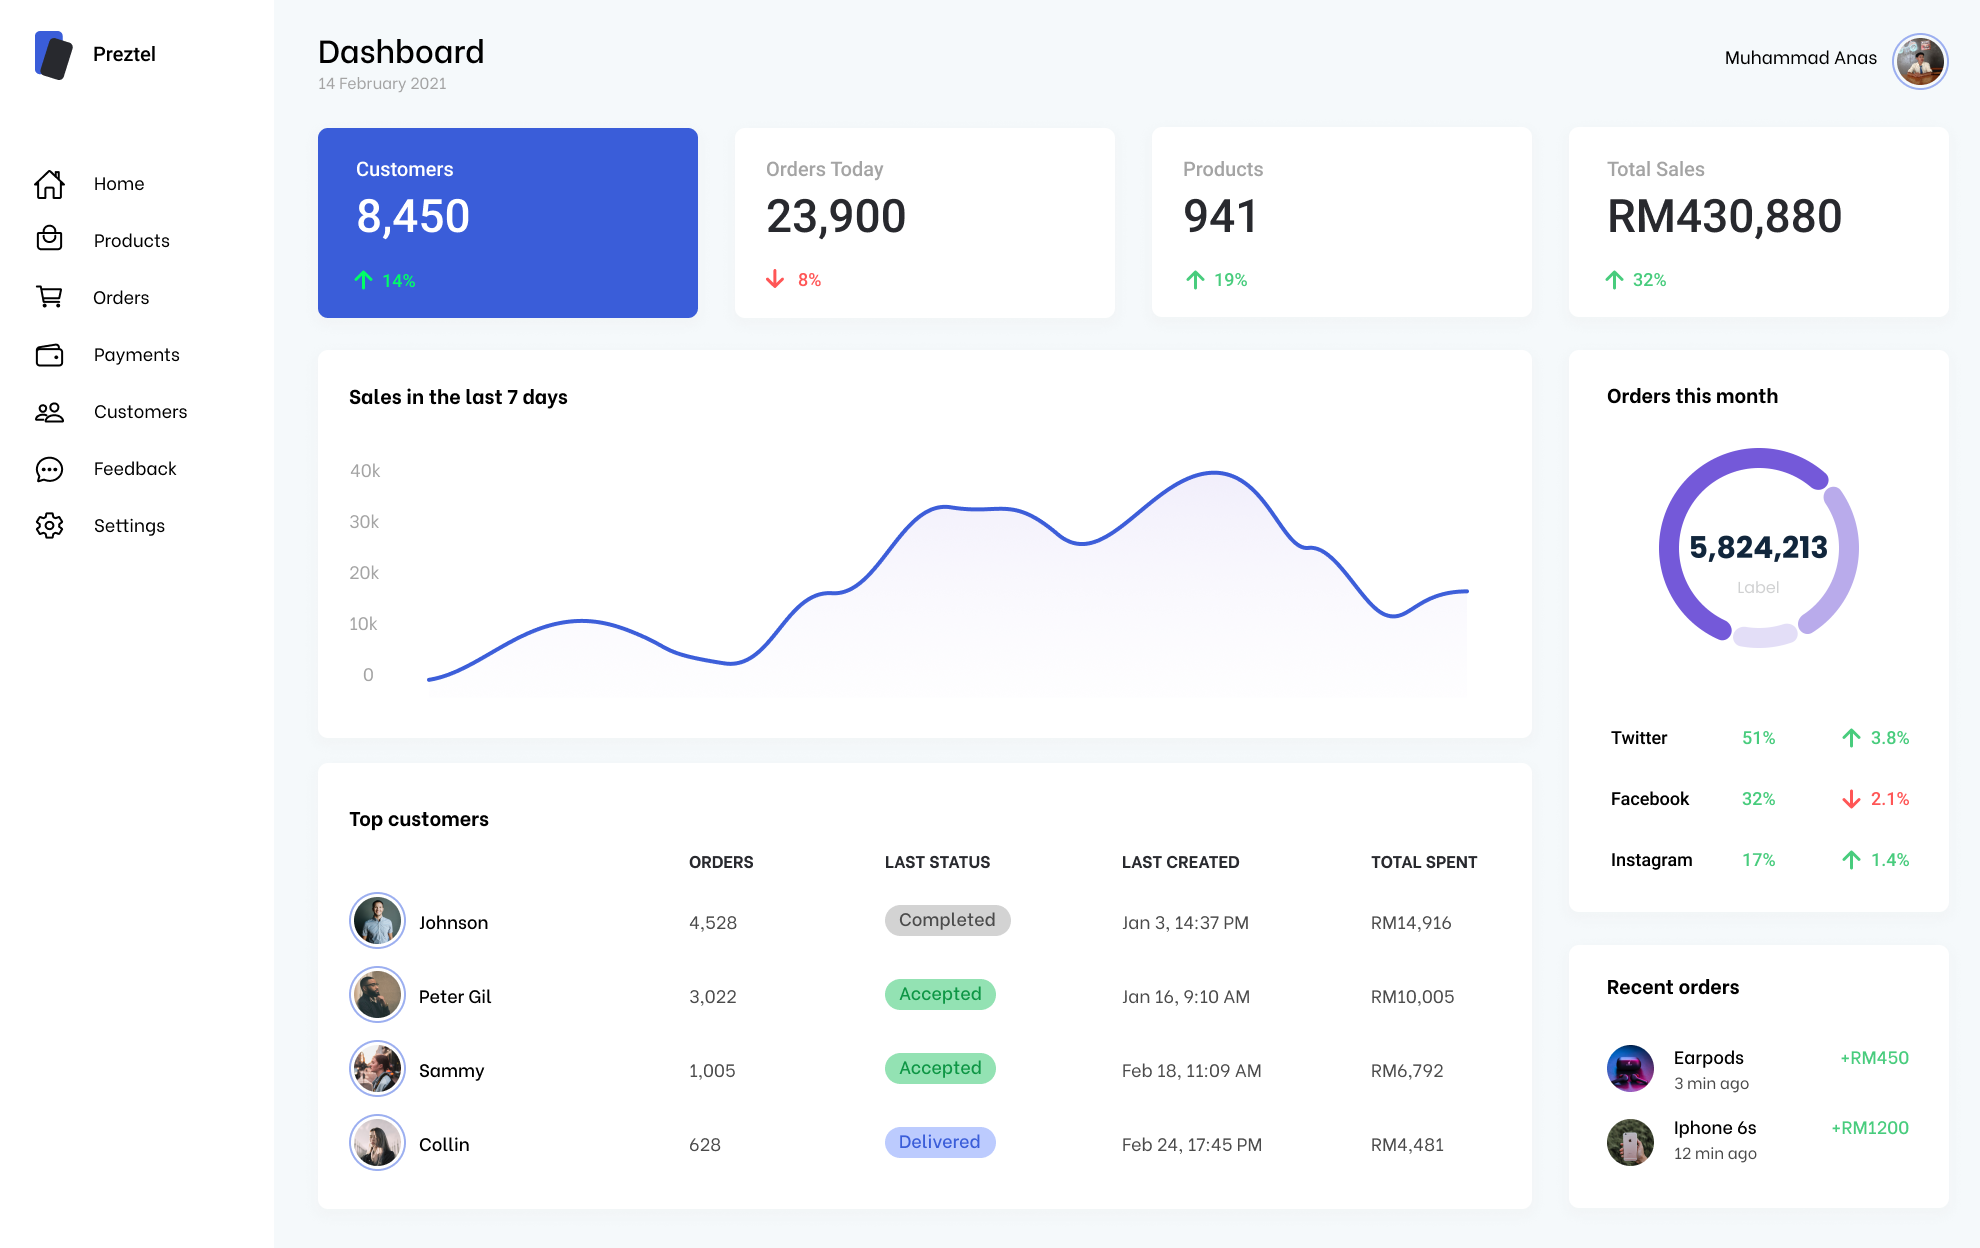 Preztel
Home
Products
Orders
Payments
Customers
Feedback
Settings
Dashboard
14 February 2021
Muhammad Anas
Customers
8,450
14%
Orders Today
23,900
8%
Products
941
19%
Total Sales
RM430,880
32%
Sales in the last 7 days
40k
30k
20k
10k
0
Orders this month
5,824,213
Label
Twitter 51% 3.8%
Facebook 32% 2.1%
Instagram 17% 1.4%
Top customers
ORDERS LAST STATUS LAST CREATED TOTAL SPENT
Johnson 4,528 Completed Jan 3, 14:37 PM RM14,916
Peter Gil 3,022 Accepted Jan 16, 9:10 AM RM10,005
Sammy 1,005 Accepted Feb 18, 11:09 AM RM6,792
Collin 628 Delivered Feb 24, 17:45 PM RM4,481
Recent orders
Earpods +RM450
3 min ago
Iphone 6s +RM1200
12 min ago